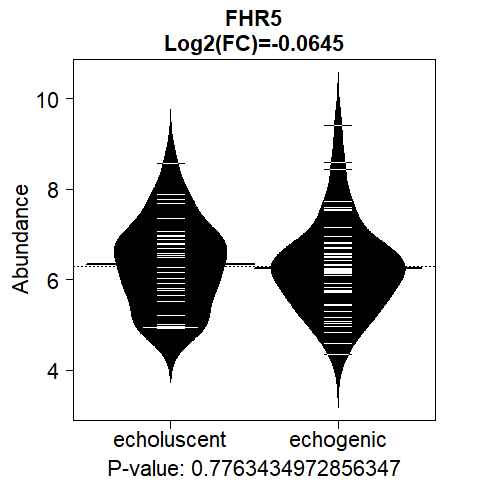 FHR5
Log2(FC)=-0.0645
10
8
6
4
Abundance
echoluscent echogenic
P-value: 0.7763434972856347